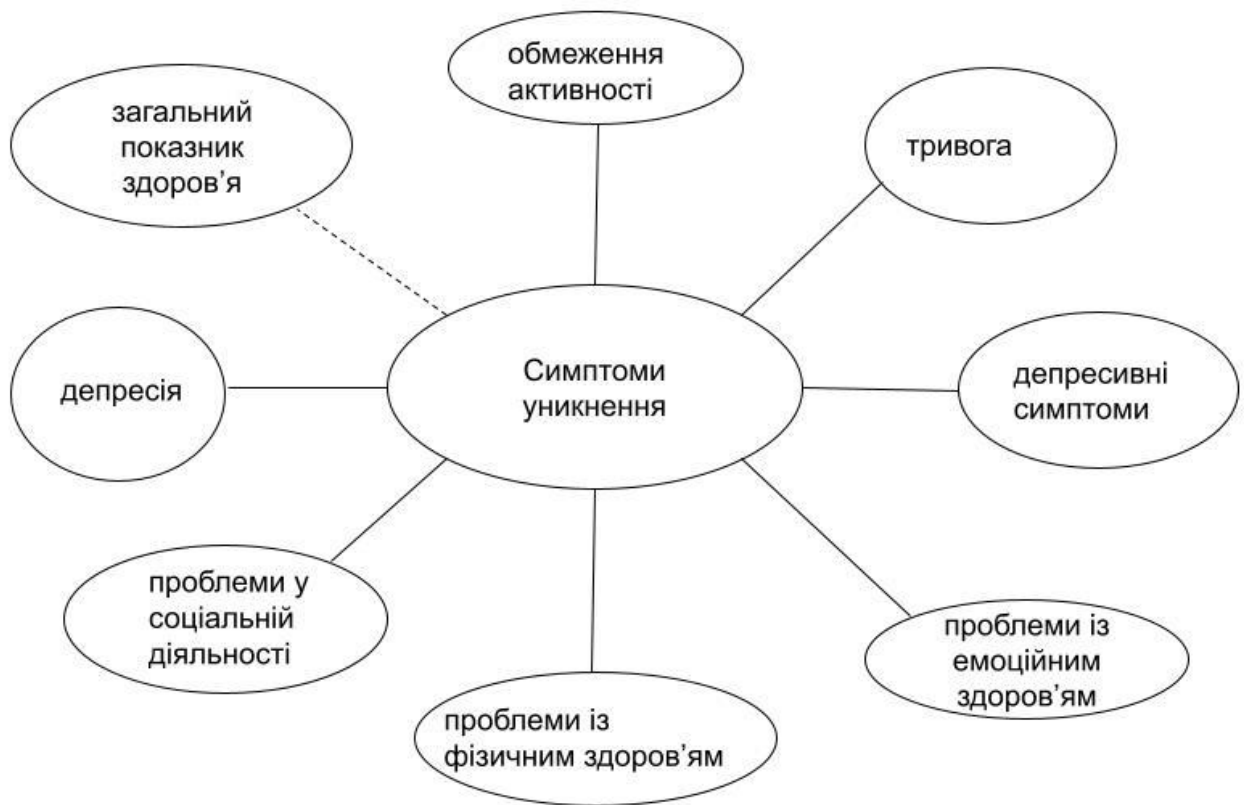 обмеження
активності
загальний
показник
здоров’я
тривога
Симптоми
уникнення
депресія
депресивні
симптоми
проблеми у
соціальній
діяльності
проблеми із
емоційним
здоров’ям
проблеми із
фізичним здоров’ям